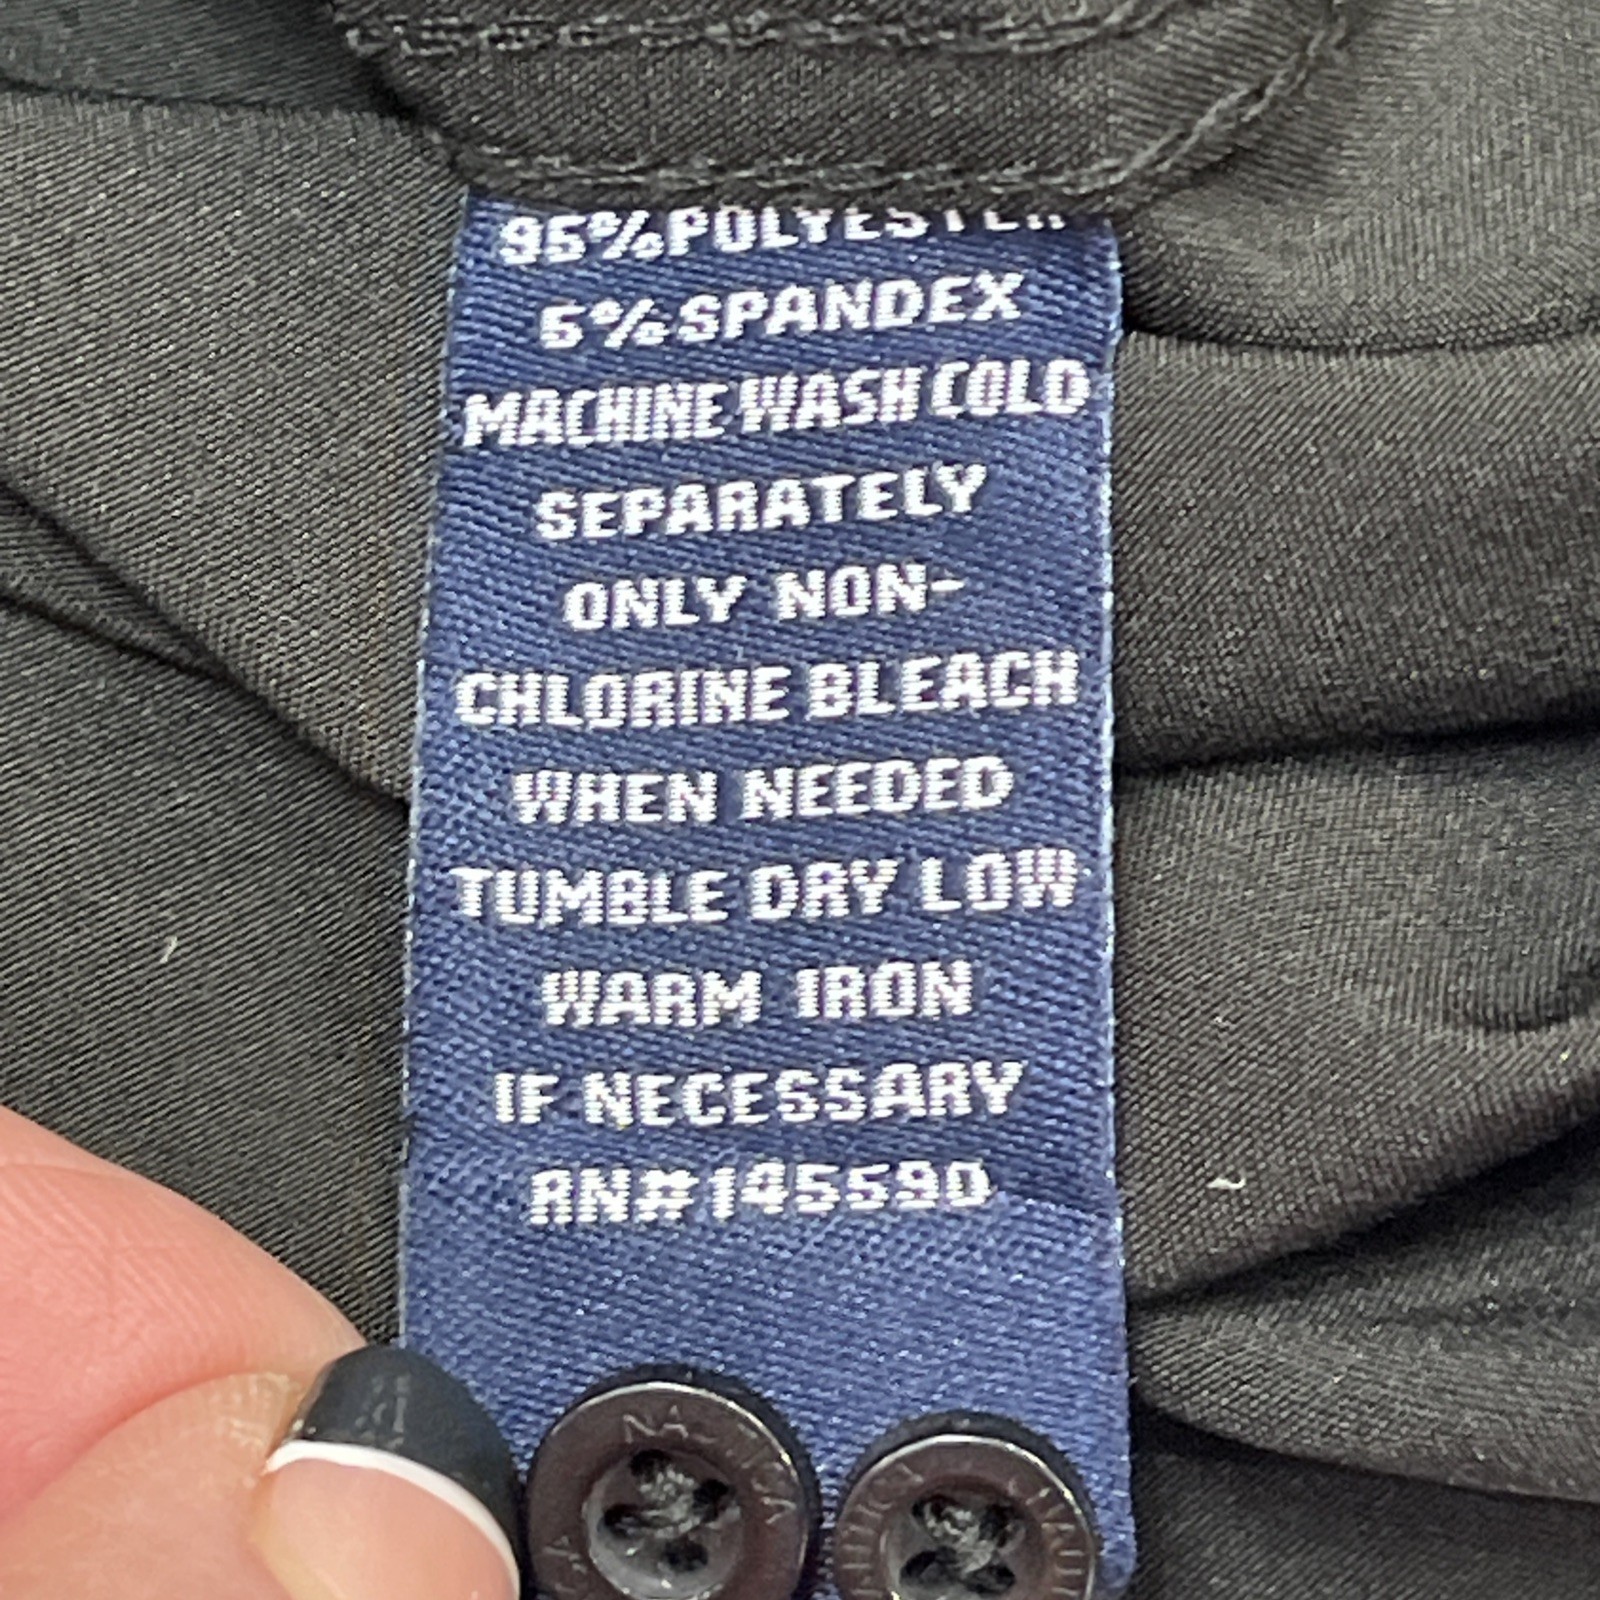 95%POLYESTER
5%SPANDEX
MACHINE WASH COLD
SEPARATELY
ONLY NON-
CHLORINE BLEACH
WHEN NEEDED
TUMBLE DRY LOW
WARM IRON
IF NECESSARY
RN#145590